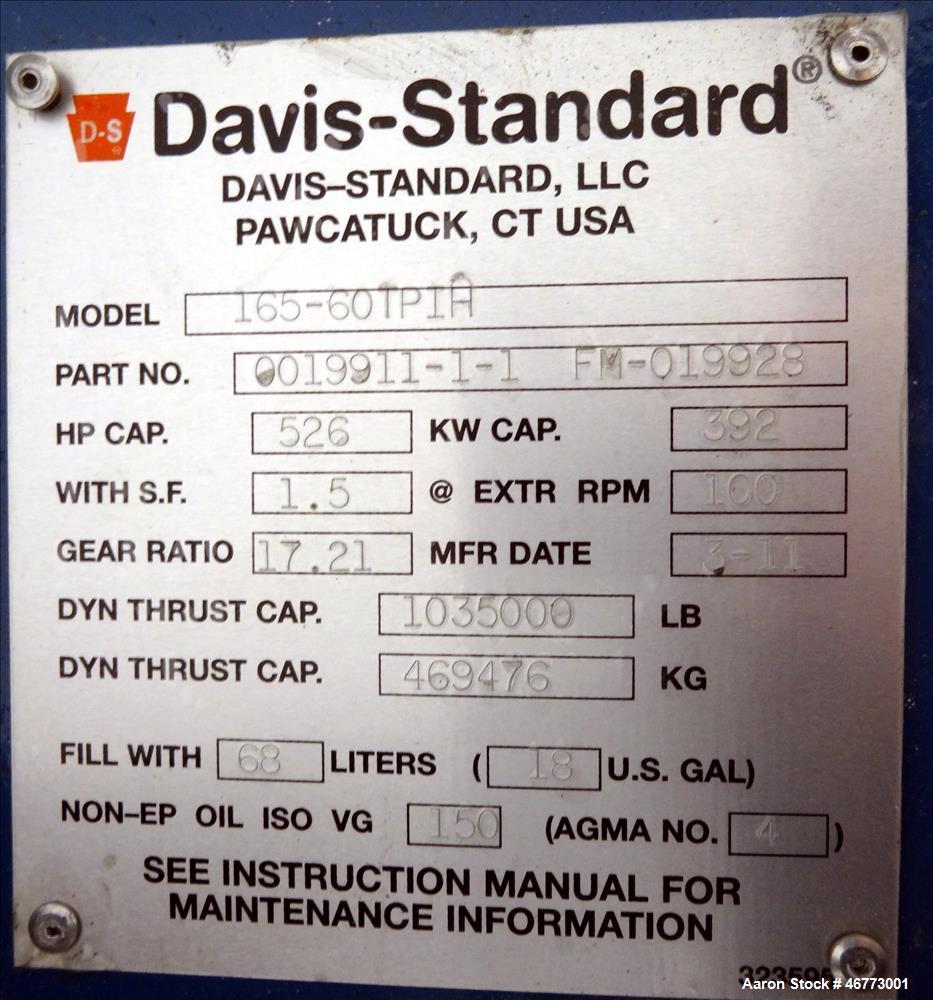 D-S Davis-Standard®
DAVIS-STANDARD, LLC
PAWCATUCK, CT USA
MODEL 165-60TPIA
PART NO. 0019911-1-1 FM-019928
HP CAP. 526 KW CAP. 392
WITH S.F. 1.5 @ EXTR RPM 100
GEAR RATIO 17.21 MFR DATE 3-11
DYN THRUST CAP. 1035000 LB
DYN THRUST CAP. 469476 KG
FILL WITH 68 LITERS ( 18 U.S. GAL)
NON-EP OIL ISO VG 150 (AGMA NO. 4 )
SEE INSTRUCTION MANUAL FOR
MAINTENANCE INFORMATION
Aaron Stock # 46773001